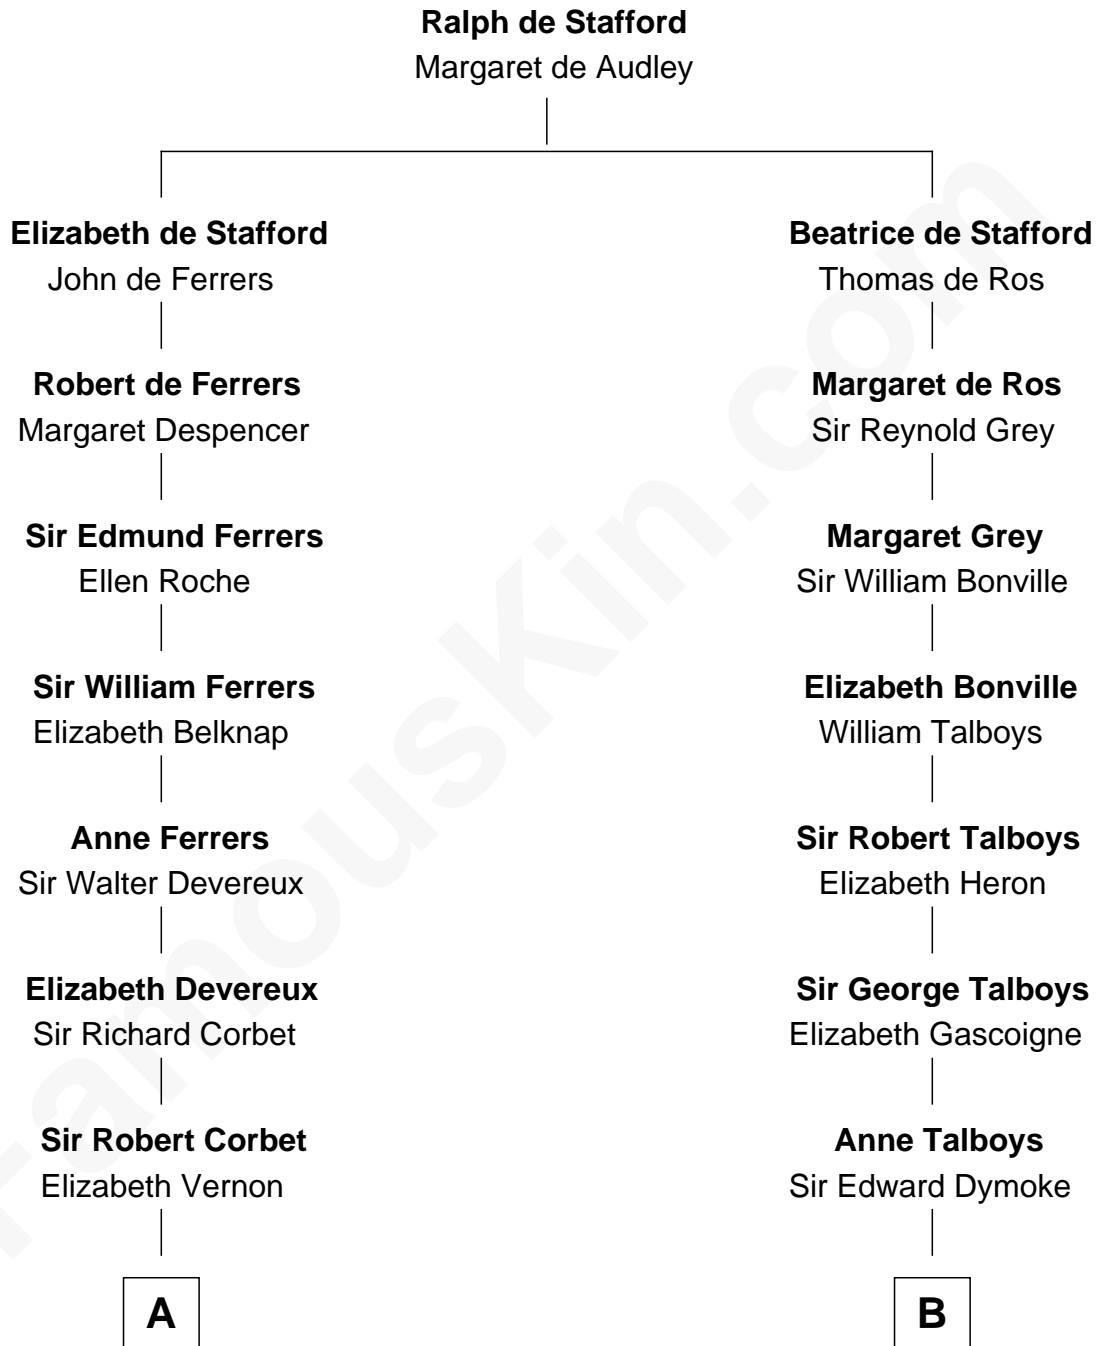 Ralph de Stafford
Margaret de Audley
Elizabeth de Stafford
John de Ferrers
Beatrice de Stafford
Thomas de Ros
Robert de Ferrers
Margaret Despencer
Margaret de Ros
Sir Reynold Grey
Sir Edmund Ferrers
Ellen Roche
Margaret Grey
Sir William Bonville
Sir William Ferrers
Elizabeth Belknap
Elizabeth Bonville
William Talboys
Anne Ferrers
Sir Walter Devereux
Sir Robert Talboys
Elizabeth Heron
Elizabeth Devereux
Sir Richard Corbet
Sir George Talboys
Elizabeth Gascoigne
Sir Robert Corbet
Elizabeth Vernon
Anne Talboys
Sir Edward Dymoke
A
B
FamousKin.com